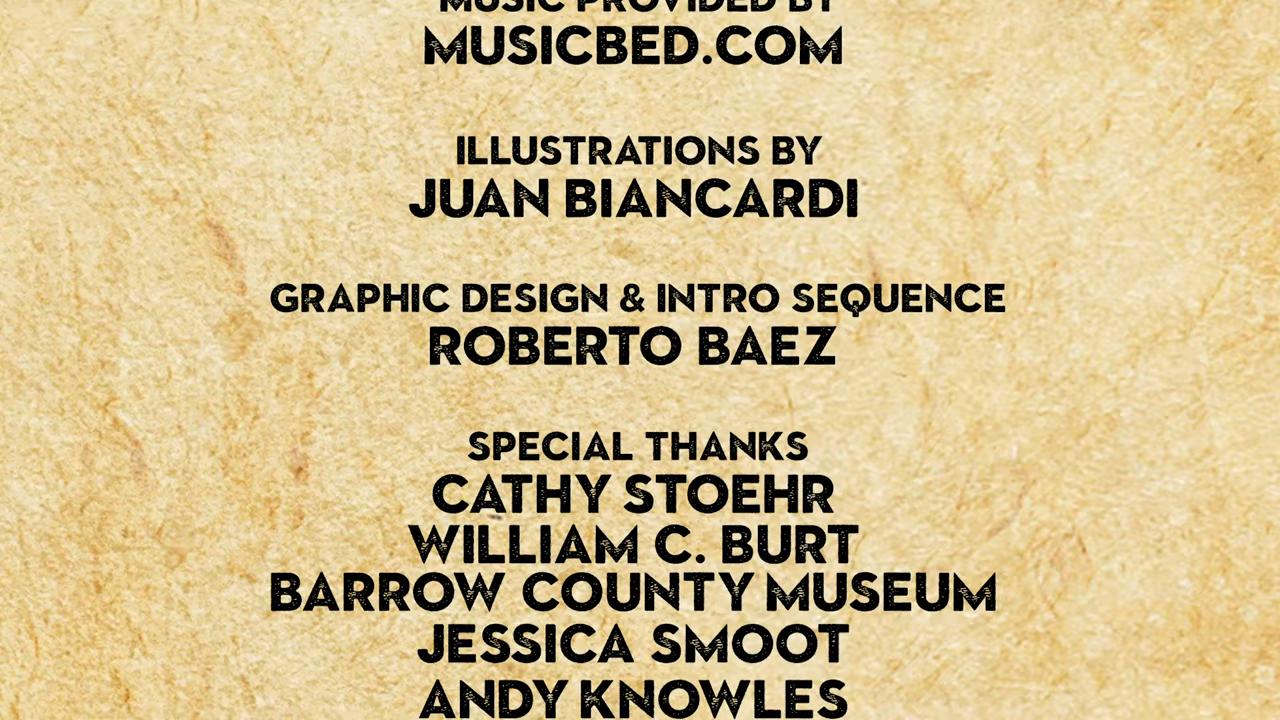 MUSIC PROVIDED BY
MUSICBED.COM
ILLUSTRATIONS BY
JUAN BIANCARDI
GRAPHIC DESIGN & INTRO SEQUENCE
ROBERTO BAEZ
SPECIAL THANKS
CATHY STOEHR
WILLIAM C. BURT
BARROW COUNTY MUSEUM
JESSICA SMOOT
ANDY KNOWLES